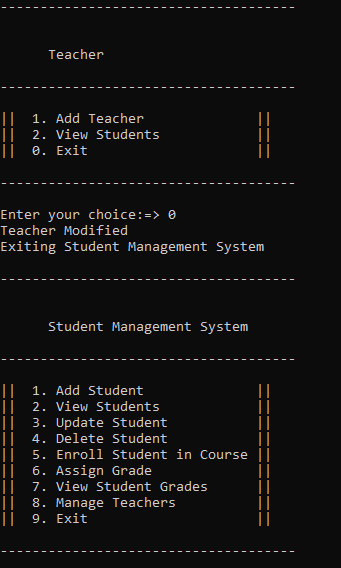 -------------------------------------
Teacher
-------------------------------------
||  1. Add Teacher              ||
||  2. View Students            ||
||  0. Exit                     ||
-------------------------------------
Enter your choice:=> 0
Teacher Modified
Exiting Student Management System
-------------------------------------
Student Management System
-------------------------------------
||  1. Add Student              ||
||  2. View Students            ||
||  3. Update Student           ||
||  4. Delete Student           ||
||  5. Enroll Student in Course ||
||  6. Assign Grade             ||
||  7. View Student Grades      ||
||  8. Manage Teachers          ||
||  9. Exit                     ||
-------------------------------------